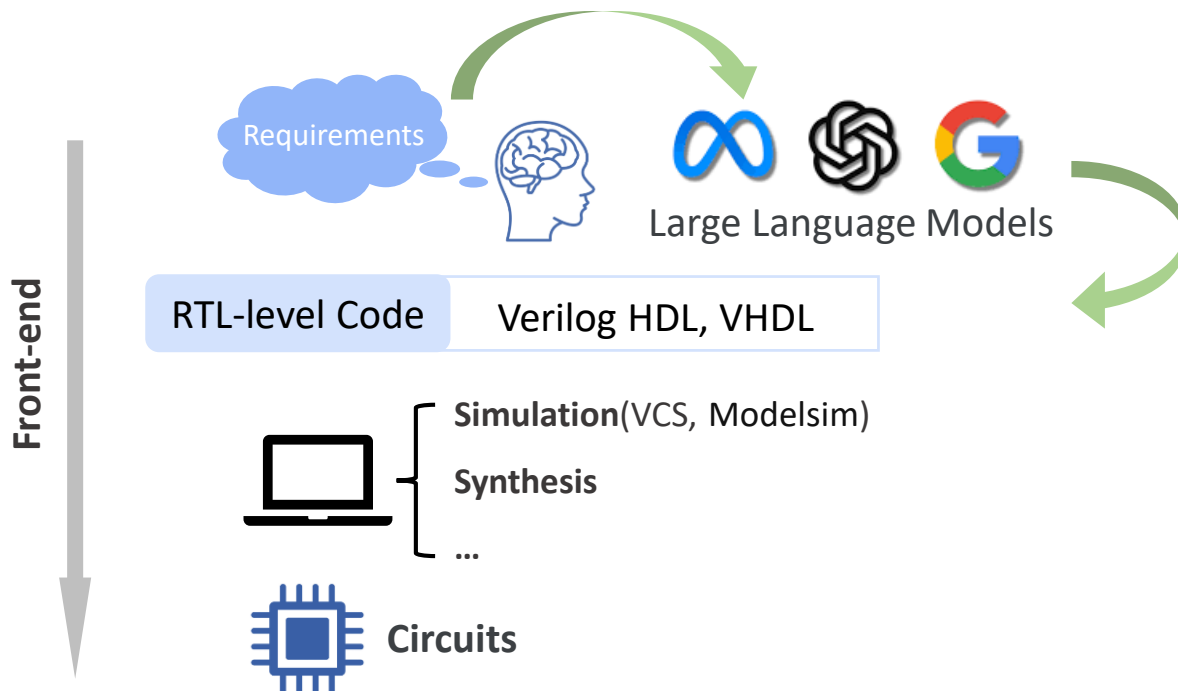 Requirements
Large Language Models
Front-end
RTL-level Code
Verilog HDL, VHDL
Simulation(VCS, Modelsim)
Synthesis
...
Circuits